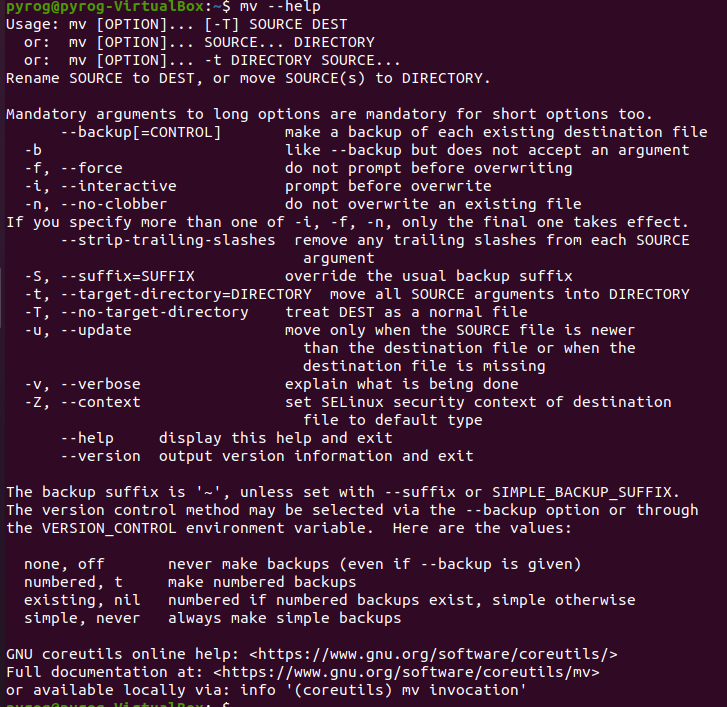 pyrog@pyrog-VirtualBox:~$ mv --help
Usage: mv [OPTION]... [-T] SOURCE DEST
  or:  mv [OPTION]... SOURCE... DIRECTORY
  or:  mv [OPTION]... -t DIRECTORY SOURCE...
Rename SOURCE to DEST, or move SOURCE(s) to DIRECTORY.

Mandatory arguments to long options are mandatory for short options too.
      --backup[=CONTROL]       make a backup of each existing destination file
  -b                           like --backup but does not accept an argument
  -f, --force                  do not prompt before overwriting
  -i, --interactive            prompt before overwrite
  -n, --no-clobber             do not overwrite an existing file
If you specify more than one of -i, -f, -n, only the final one takes effect.
      --strip-trailing-slashes  remove any trailing slashes from each SOURCE
                                 argument
  -S, --suffix=SUFFIX          override the usual backup suffix
  -t, --target-directory=DIRECTORY  move all SOURCE arguments into DIRECTORY
  -T, --no-target-directory    treat DEST as a normal file
  -u, --update                 move only when the SOURCE file is newer
                                 than the destination file or when the
                                 destination file is missing
  -v, --verbose                explain what is being done
  -Z, --context                set SELinux security context of destination
                                 file to default type
      --help     display this help and exit
      --version  output version information and exit

The backup suffix is '~', unless set with --suffix or SIMPLE_BACKUP_SUFFIX.
The version control method may be selected via the --backup option or through
the VERSION_CONTROL environment variable.  Here are the values:

  none, off       never make backups (even if --backup is given)
  numbered, t     make numbered backups
  existing, nil   numbered if numbered backups exist, simple otherwise
  simple, never   always make simple backups

GNU coreutils online help: <https://www.gnu.org/software/coreutils/>
Full documentation at: <https://www.gnu.org/software/coreutils/mv>
or available locally via: info '(coreutils) mv invocation'
pyrog@pyrog-VirtualBox:~$